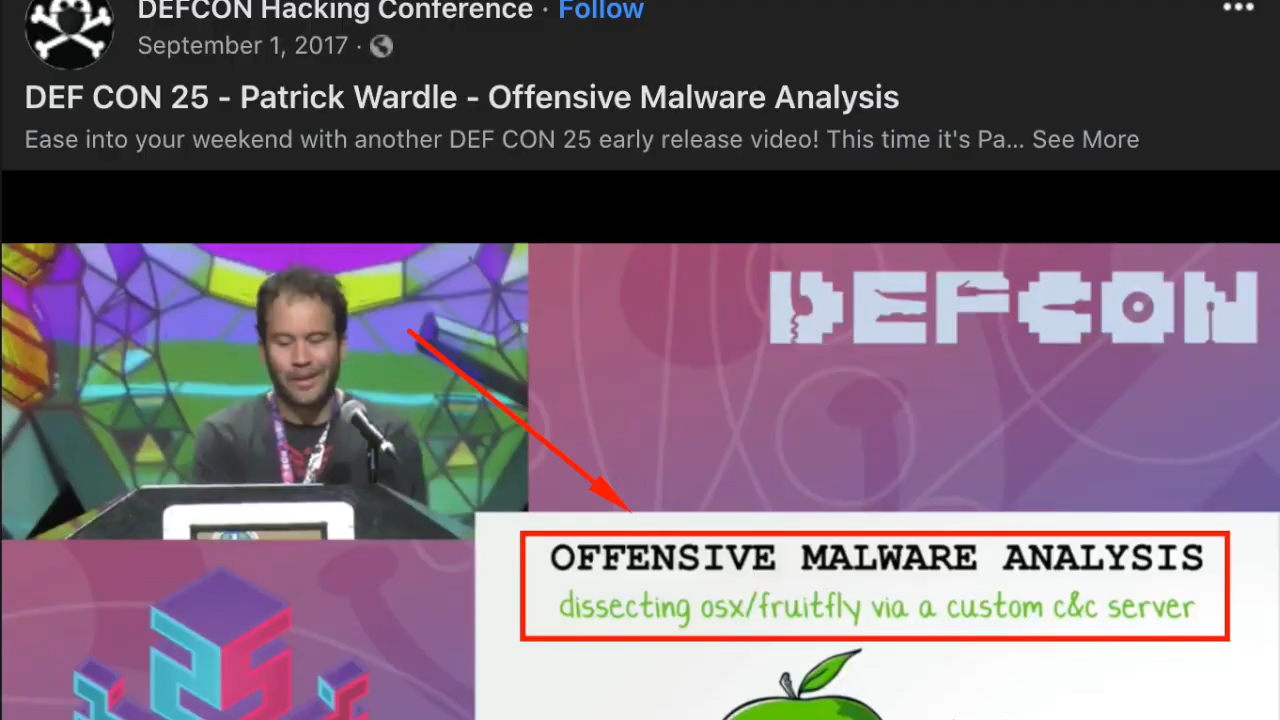 DEFCON Hacking Conference · Follow
September 1, 2017 ·
DEF CON 25 - Patrick Wardle - Offensive Malware Analysis
Ease into your weekend with another DEF CON 25 early release video! This time it's Pa... See More
DEFCON
OFFENSIVE MALWARE ANALYSIS
dissecting osx/fruitfly via a custom c&c server